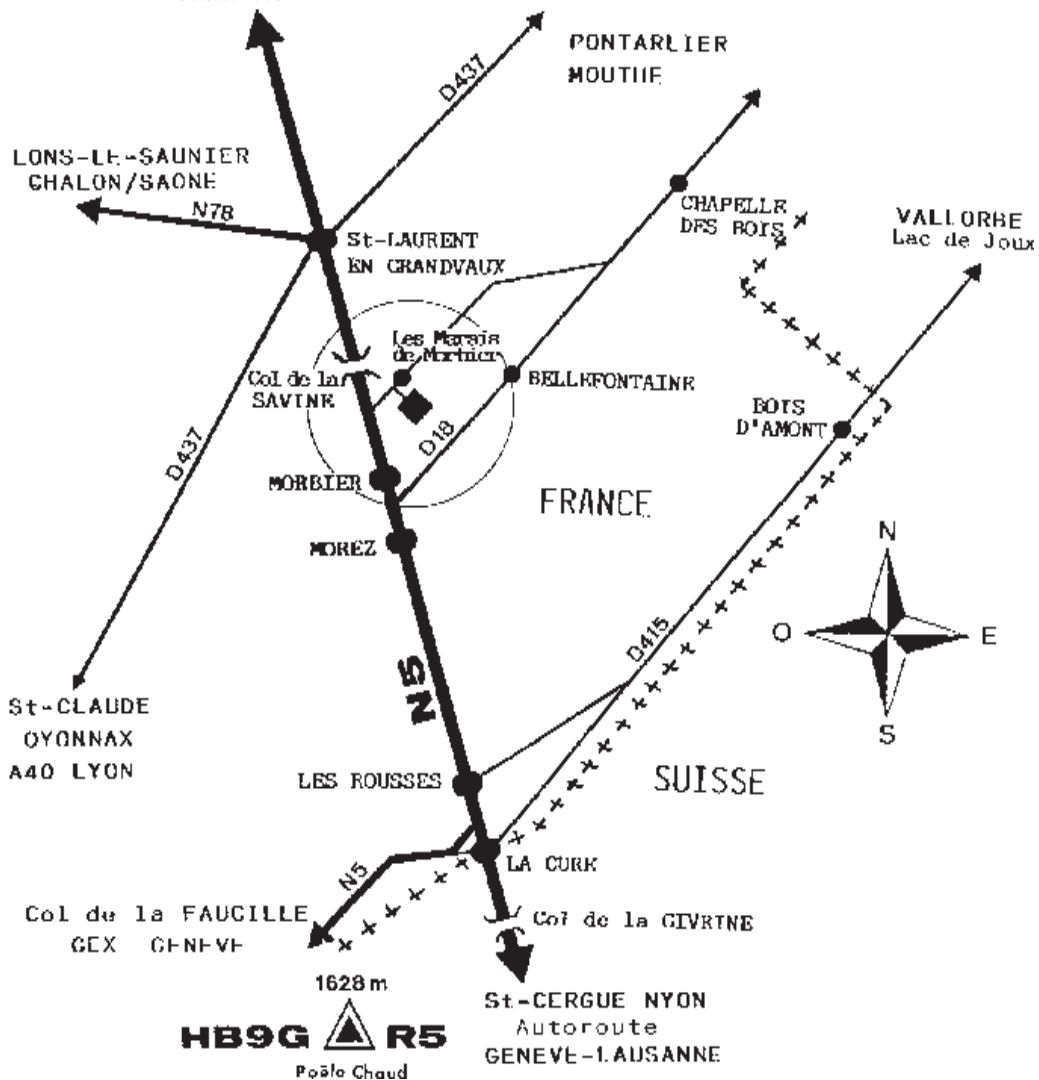 D437
PONTARLIER
MOUTHE
LONS-LE-SAUNIER
CHALON/SAONE
N78
St-LAURENT
EN GRANDVAUX
CHAPELLE
DES BOIS
VALLORBE
Lac de Joux
Les Marais
de Morbier
Col de la
SAVINE
BELLEFONTAINE
BOIS
D'AMONT
D18
D437
MORBIER
FRANCE
MOREZ
N
O
E
S
D415
N5
St-CLAUDE
OYONNAX
A40 LYON
LES ROUSSES
SUISSE
LA CURE
N5
Col de la FAUCILLE
GEX GENEVE
Col de la GIVRINE
1628 m
HB9G R5
Poêle Chaud
St-CERGUE NYON
Autoroute
GENEVE-LAUSANNE